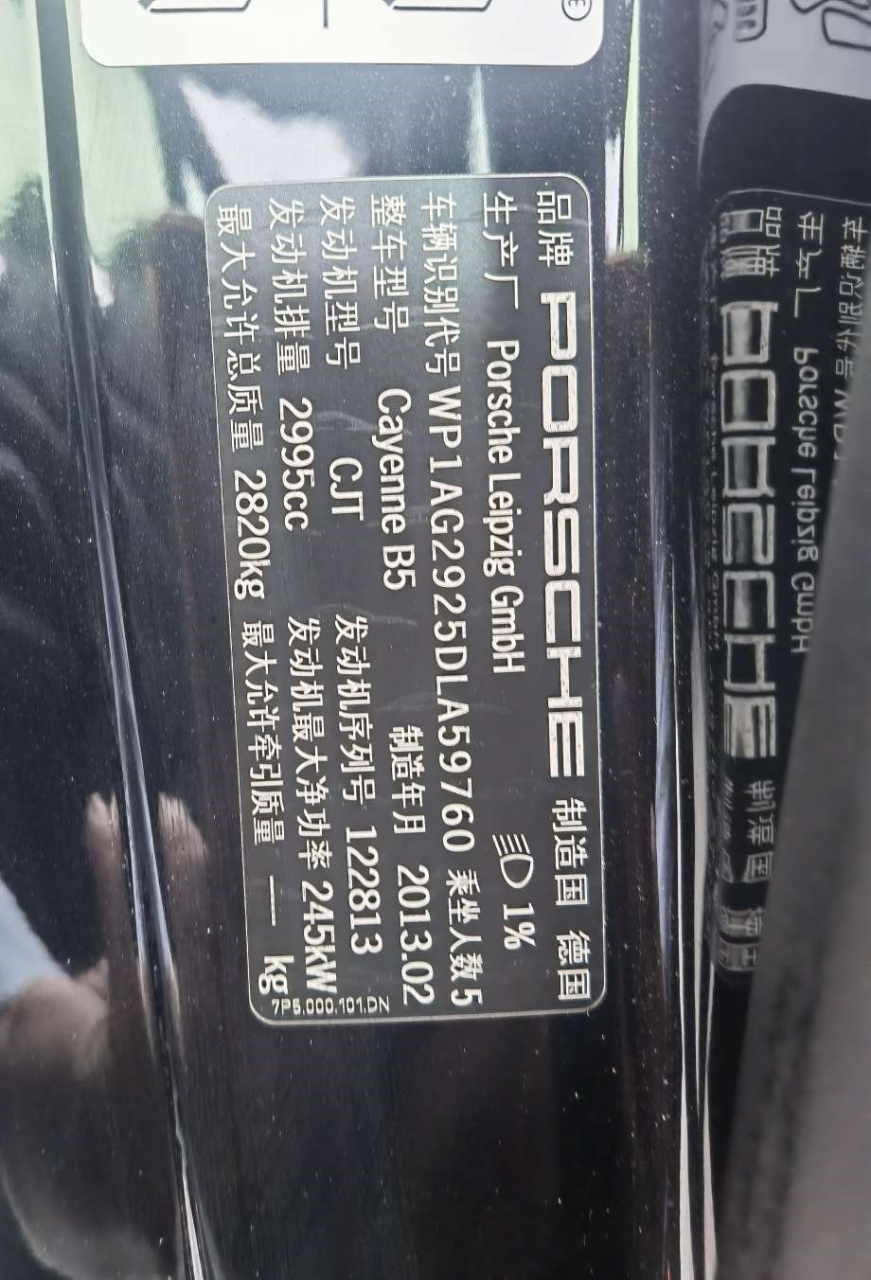 品牌 PORSCHE 制造国 德国
生产厂 Porsche Leipzig GmbH 1%
车辆识别代号 WP1AG2925DLA59760 乘坐人数 5
整车型号 Cayenne B5 制造年月 2013.02
发动机型号 CJT 发动机序列号 122813
发动机排量 2995cc 发动机最大净功率 245kW
最大允许总质量 2820kg 最大允许牵引质量 — kg
7P5.000.101.DN